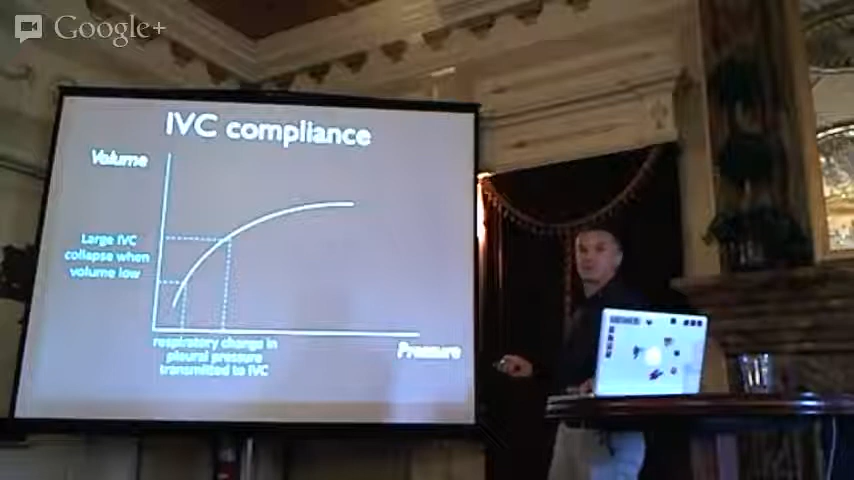 Google+
IVC compliance
Volume
Large IVC
collapse when
volume low
respiratory change in
pleural pressure
transmitted to IVC
Pressure